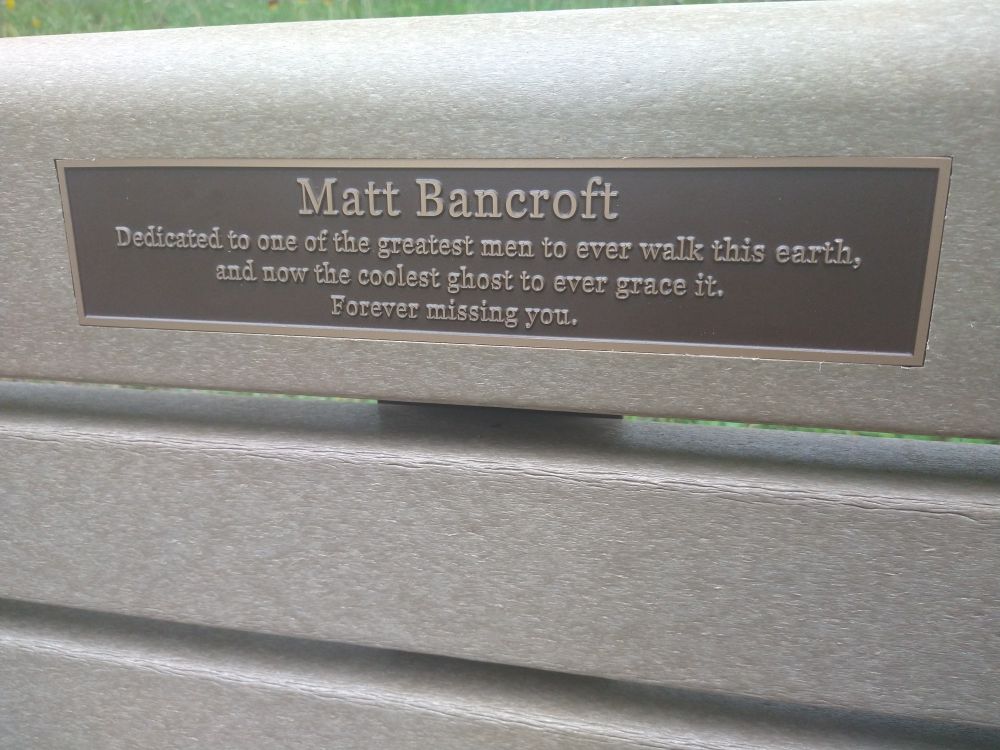 Matt Bancroft
Dedicated to one of the greatest men to ever walk this earth,
and now the coolest ghost to ever grace it.
Forever missing you.